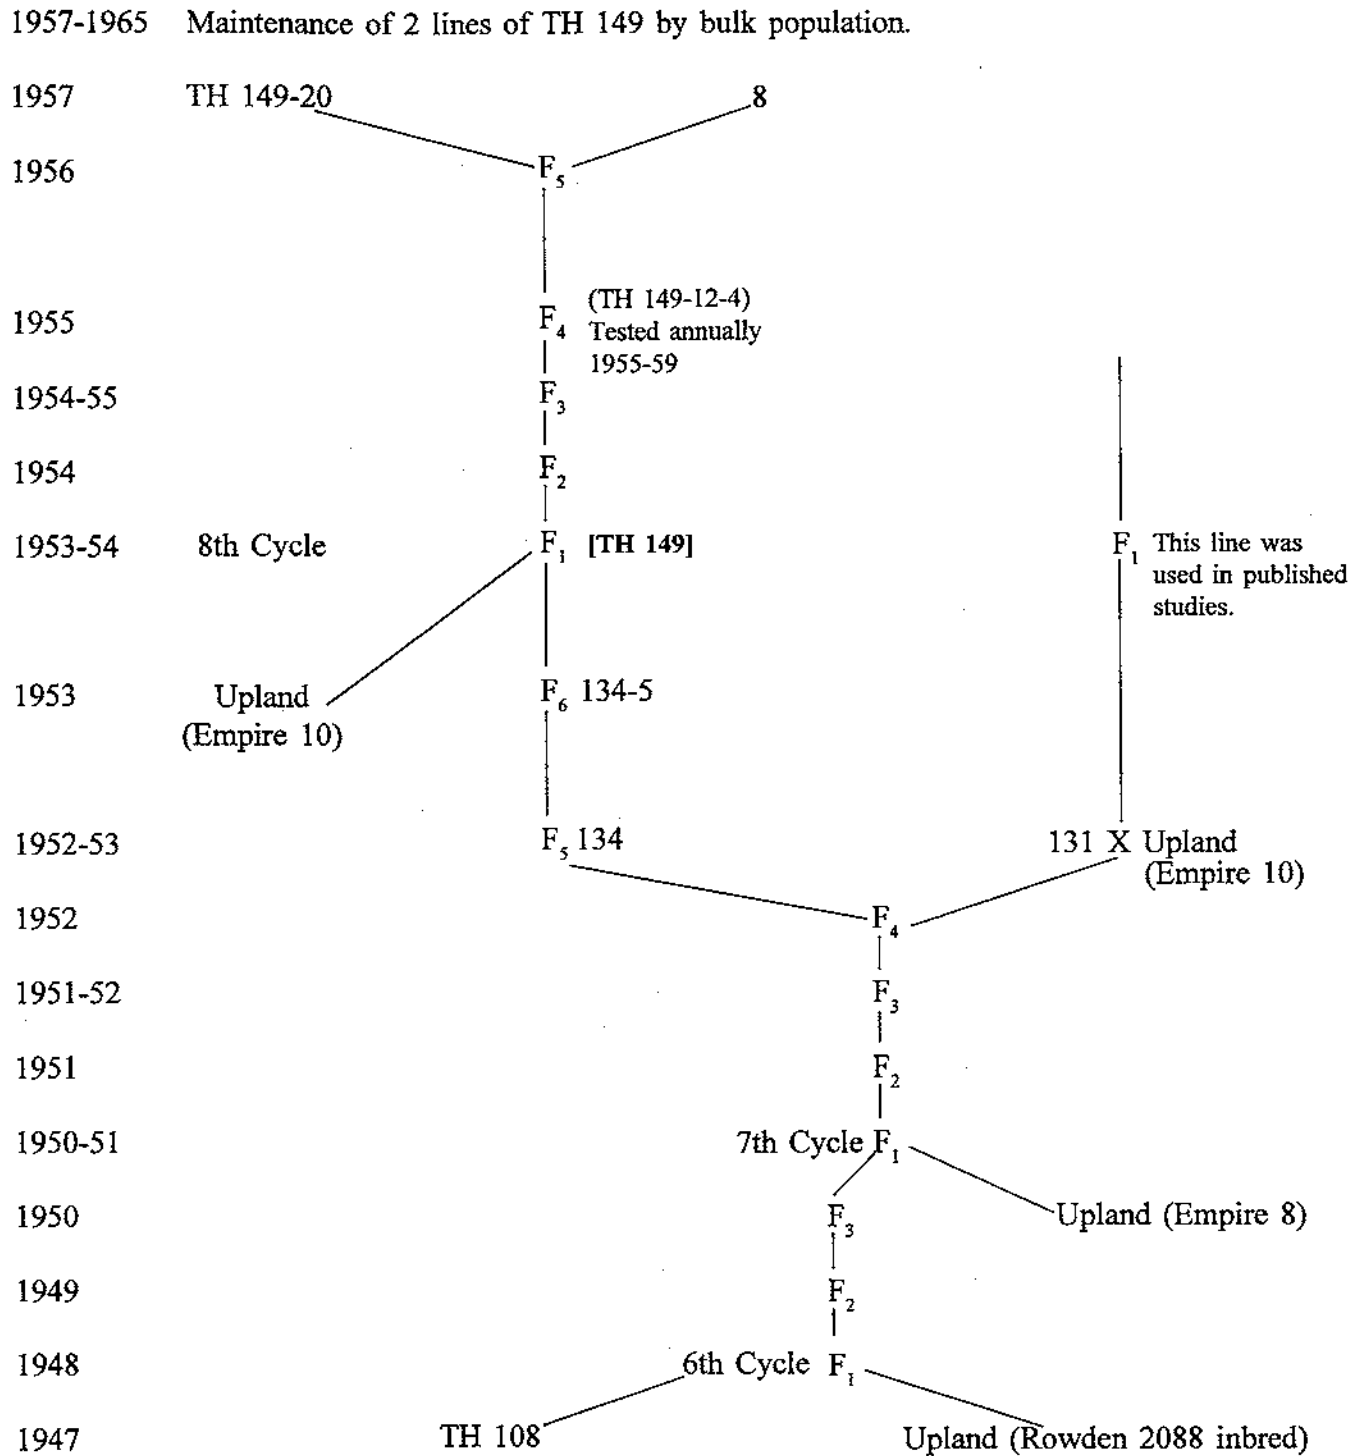 1957-1965 Maintenance of 2 lines of TH 149 by bulk population.
1957 TH 149-20 8
1956 F5
(TH 149-12-4)
1955 F4 Tested annually
1955-59
1954-55 F3
1954 F2
1953-54 8th Cycle F1 [TH 149] F1 This line was
used in published
studies.
1953 Upland F6 134-5
(Empire 10)
1952-53 F5 134 131 X Upland
(Empire 10)
1952 F4
1951-52 F3
1951 F2
1950-51 7th Cycle F1
1950 F3 Upland (Empire 8)
1949 F2
1948 6th Cycle F1
1947 TH 108 Upland (Rowden 2088 inbred)